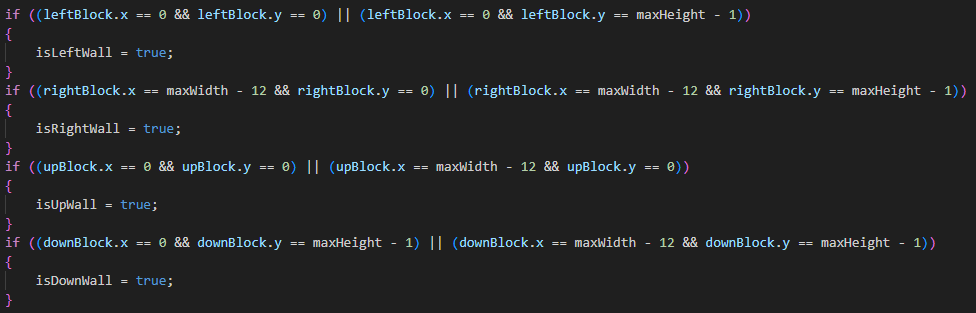 if ((leftBlock.x == 0 && leftBlock.y == 0) || (leftBlock.x == 0 && leftBlock.y == maxHeight - 1))
{
    isLeftWall = true;
}
if ((rightBlock.x == maxWidth - 12 && rightBlock.y == 0) || (rightBlock.x == maxWidth - 12 && rightBlock.y == maxHeight - 1))
{
    isRightWall = true;
}
if ((upBlock.x == 0 && upBlock.y == 0) || (upBlock.x == maxWidth - 12 && upBlock.y == 0))
{
    isUpWall = true;
}
if ((downBlock.x == 0 && downBlock.y == maxHeight - 1) || (downBlock.x == maxWidth - 12 && downBlock.y == maxHeight - 1))
{
    isDownWall = true;
}